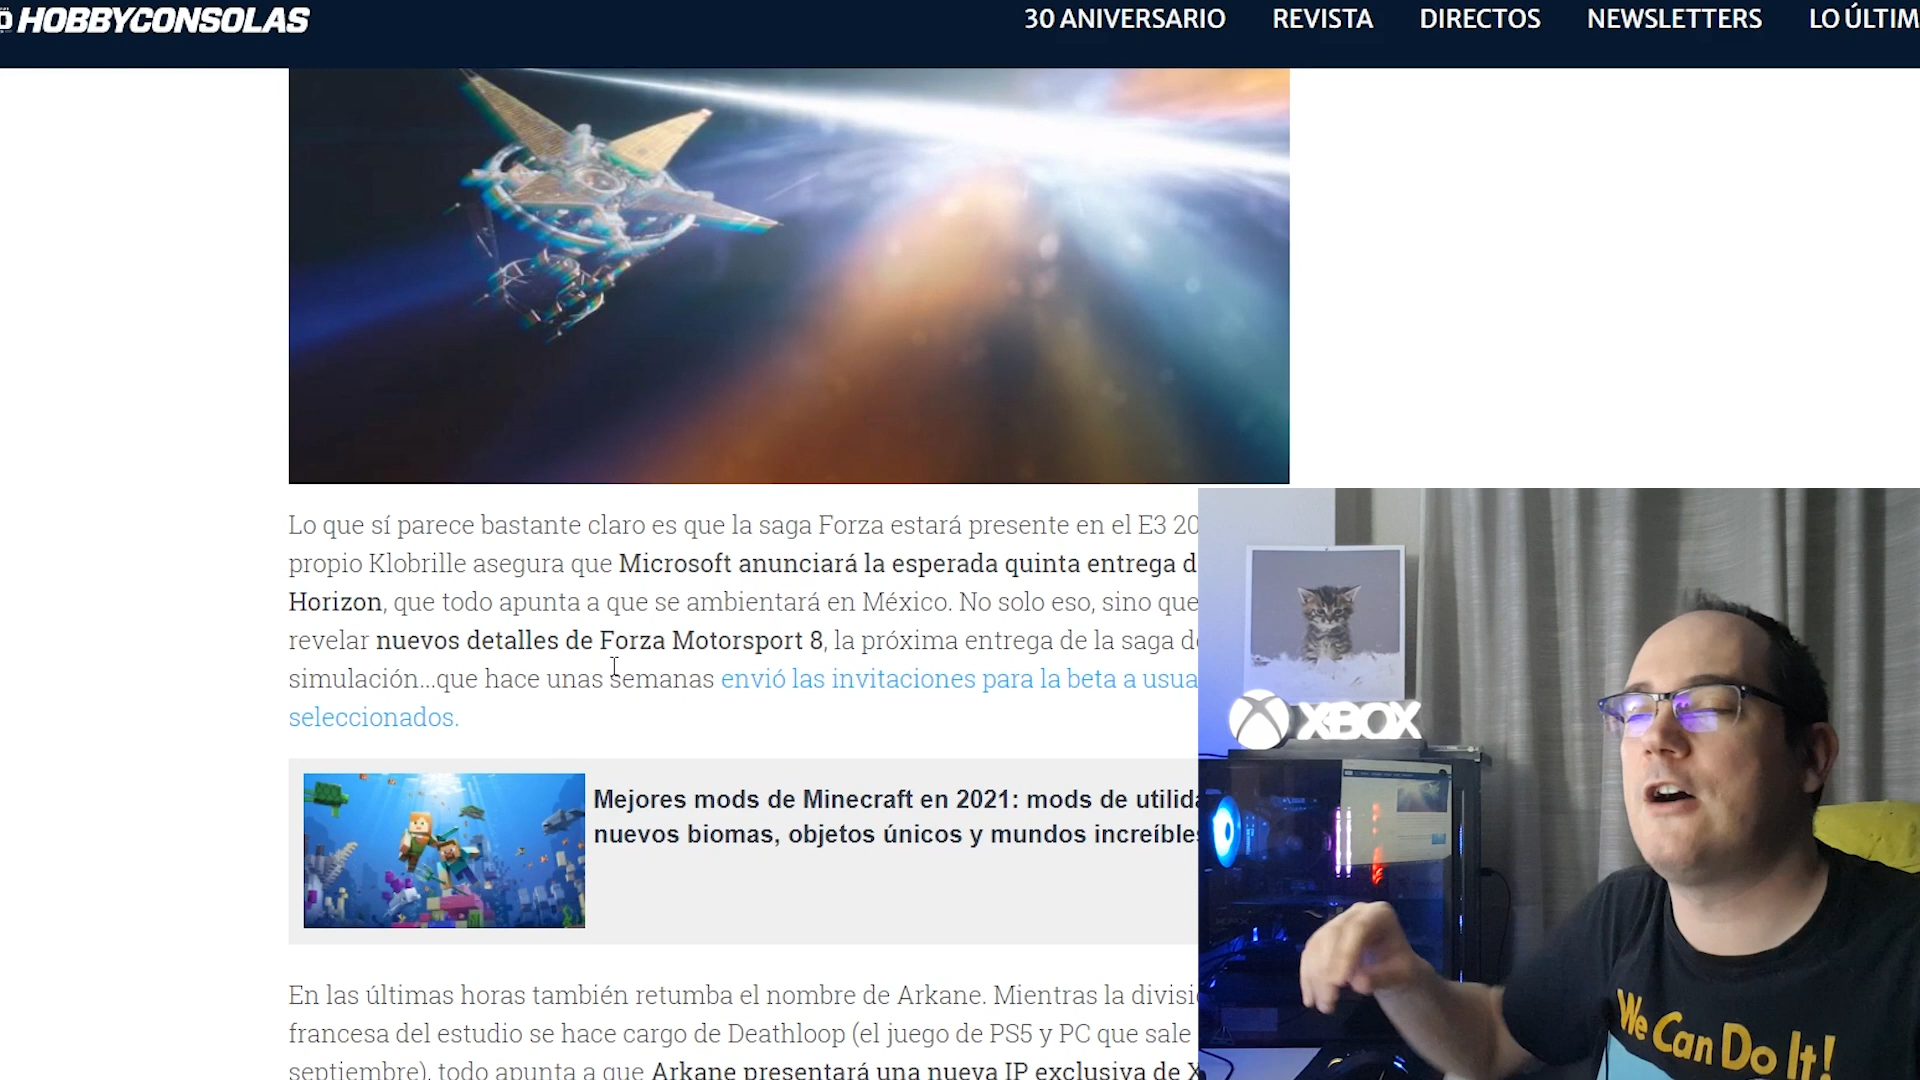 HOBBYCONSOLAS
30 ANIVERSARIO REVISTA DIRECTOS NEWSLETTERS LO ÚLTIM
Lo que sí parece bastante claro es que la saga Forza estará presente en el E3 20
propio Klobrille asegura que Microsoft anunciará la esperada quinta entrega d
Horizon, que todo apunta a que se ambientará en México. No solo eso, sino que
revelar nuevos detalles de Forza Motorsport 8, la próxima entrega de la saga de
simulación...que hace unas semanas envió las invitaciones para la beta a usua
seleccionados.
Mejores mods de Minecraft en 2021: mods de utilida
nuevos biomas, objetos únicos y mundos increíbles
En las últimas horas también retumba el nombre de Arkane. Mientras la divisi
francesa del estudio se hace cargo de Deathloop (el juego de PS5 y PC que sale
septiembre), todo apunta a que Arkane presentará una nueva IP exclusiva de X
XBOX
We Can Do It!